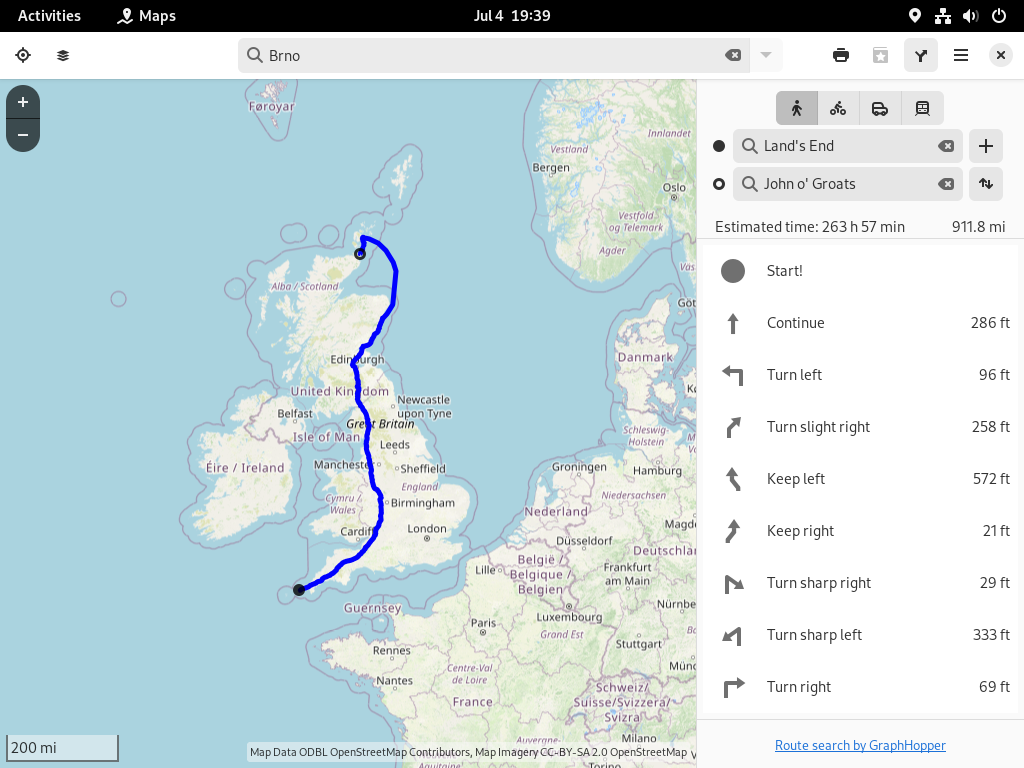 Activities
Maps
Jul 4 19:39
Brno
+
−
Land's End
John o' Groats
Estimated time: 263 h 57 min
911.8 mi
Start!
Continue
286 ft
Turn left
96 ft
Turn slight right
258 ft
Keep left
572 ft
Keep right
21 ft
Turn sharp right
29 ft
Turn sharp left
333 ft
Turn right
69 ft
Route search by GraphHopper
Føroyar
Innlandet
Vestland
Bergen
Oslo
Vestfold
og Telemark
Agder
Alba / Scotland
Edinburgh
United Kingdom
Newcastle
upon Tyne
Belfast
Great Britain
Isle of Man
Leeds
Éire / Ireland
Manchester
Sheffield
England
Cymru /
Wales
Birmingham
Cardiff
London
Danmark
Schleswig-
Holstein
Groningen
Hamburg
Niedersachsen
Nederland
Düsseldorf
België /
Belgique /
Belgien
Lille
Frankfurt
am Main
Luxembourg
Guernsey
Paris
Grand Est
Stuttgart
Rennes
Nantes
Centre-Val
de Loire
France
Schweiz/
Suisse/Svizzera/
Svizra
Milano
Torino
Auvergne-
Nouvelle-
Aquitaine
200 mi
Map Data ODBL OpenStreetMap Contributors, Map Imagery CC-BY-SA 2.0 OpenStreetMap